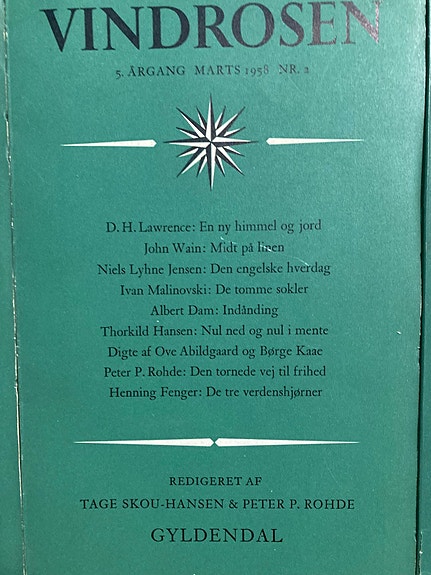 VINDROSEN
5. ÅRGANG MARTS 1958 NR. 2
D. H. Lawrence: En ny himmel og jord
John Wain: Midt på linen
Niels Lyhne Jensen: Den engelske hverdag
Ivan Malinovski: De tomme sokler
Albert Dam: Indånding
Thorkild Hansen: Nul ned og nul i mente
Digte af Ove Abildgaard og Børge Kaae
Peter P. Rohde: Den tornede vej til frihed
Henning Fenger: De tre verdenshjørner
REDIGERET AF
TAGE SKOU-HANSEN & PETER P. ROHDE
GYLDENDAL